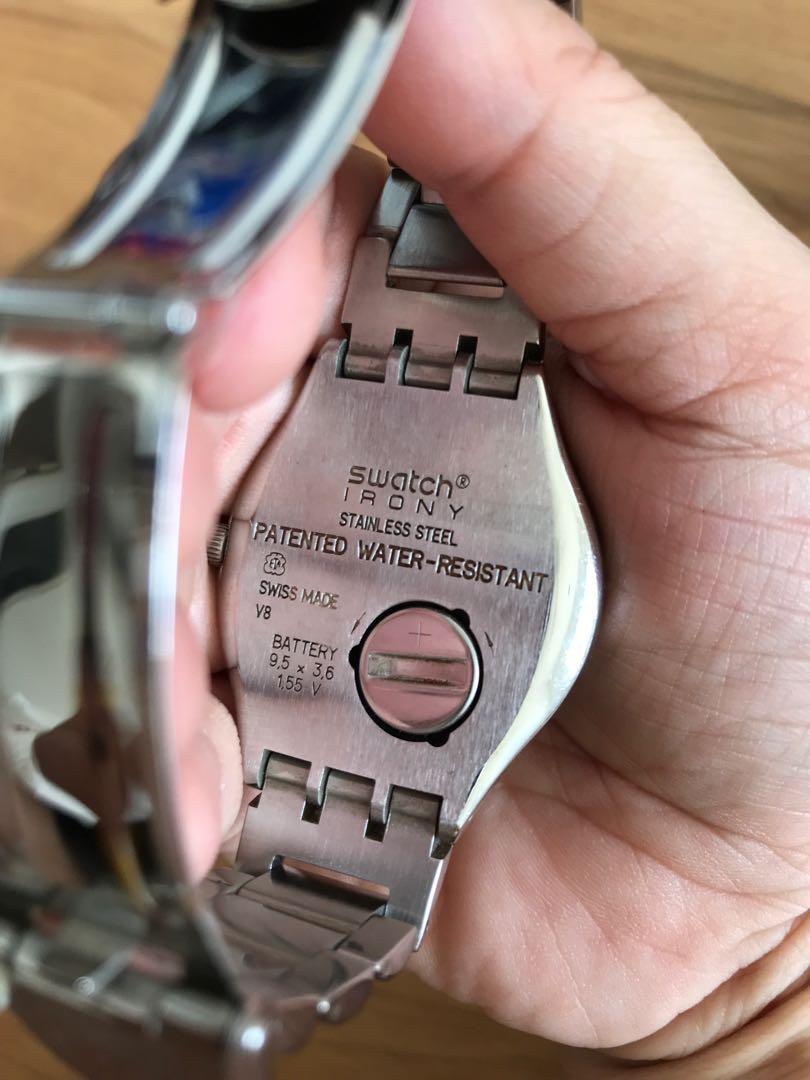 swatch®
IRONY
STAINLESS STEEL
PATENTED WATER-RESISTANT
SWISS MADE
V8
BATTERY
9,5 × 3,6
1,55 V
+